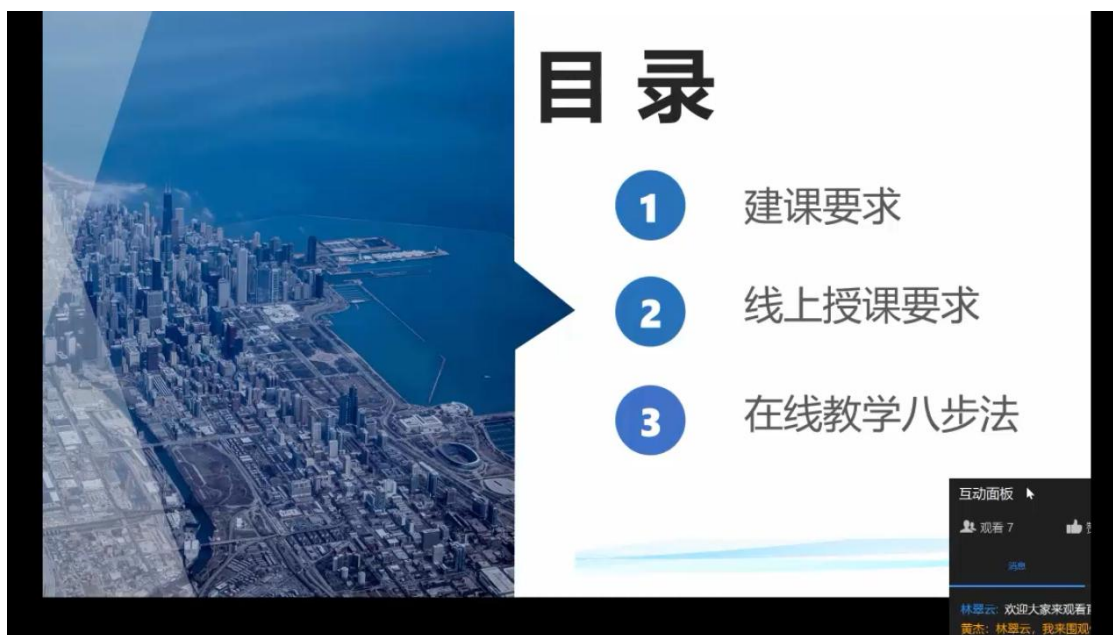 目 录
1 建课要求
2 线上授课要求
3 在线教学八步法
互动面板
观看 7
消息
林翠云: 欢迎大家来观看
黄杰: 林翠云, 我来围观